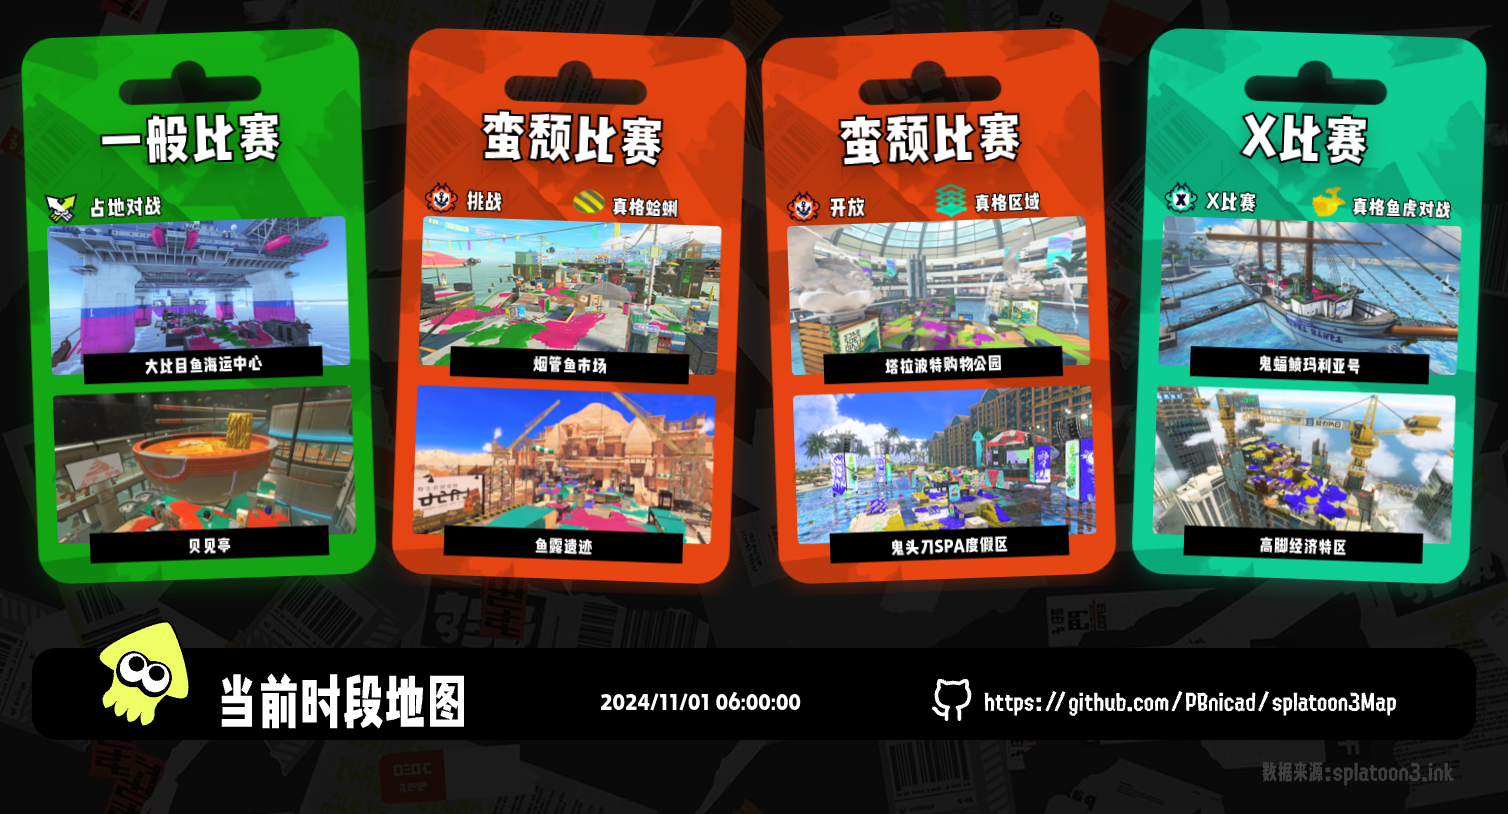 一般比赛
占地对战
大比目鱼海运中心
贝见亭
蛮颓比赛
挑战
真格蛤蜊
烟管鱼市场
鱼露遗迹
蛮颓比赛
开放
真格区域
塔拉波特购物公园
鬼头刀SPA度假区
X比赛
X比赛
真格鱼虎对战
鬼蝠鲼玛利亚号
高脚经济特区
当前时段地图
2024/11/01 06:00:00
https://github.com/PBnicad/splatoon3Map
数据来源:splatoon3.ink